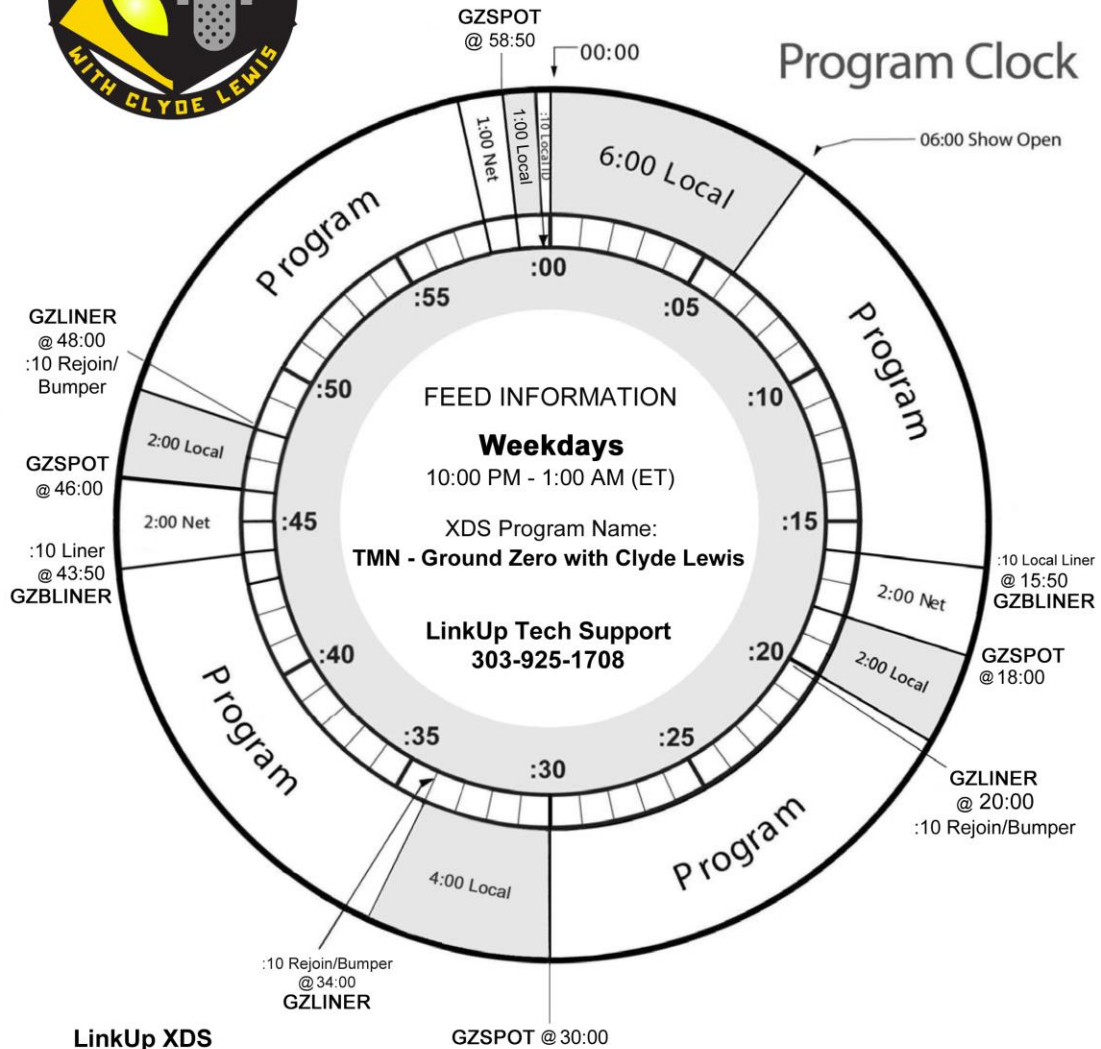 WITH CLYDE LEWIS
Program Clock
GZSPOT
@ 58:50
00:00
06:00 Show Open
1:00 Net
1:00 Local
:10 Local ID
6:00 Local
Program
Program
:00
:05
:10
:15
:20
:25
:30
:35
:40
:45
:50
:55
GZLINER
@ 48:00
:10 Rejoin/
Bumper
2:00 Local
GZSPOT
@ 46:00
2:00 Net
:10 Liner
@ 43:50
GZBLINER
FEED INFORMATION
Weekdays
10:00 PM - 1:00 AM (ET)
XDS Program Name:
TMN - Ground Zero with Clyde Lewis
LinkUp Tech Support
303-925-1708
:10 Local Liner
@ 15:50
GZBLINER
2:00 Net
GZSPOT
@ 18:00
2:00 Local
GZLINER
@ 20:00
:10 Rejoin/Bumper
Program
Program
4:00 Local
:10 Rejoin/Bumper
@ 34:00
GZLINER
GZSPOT @ 30:00
LinkUp XDS